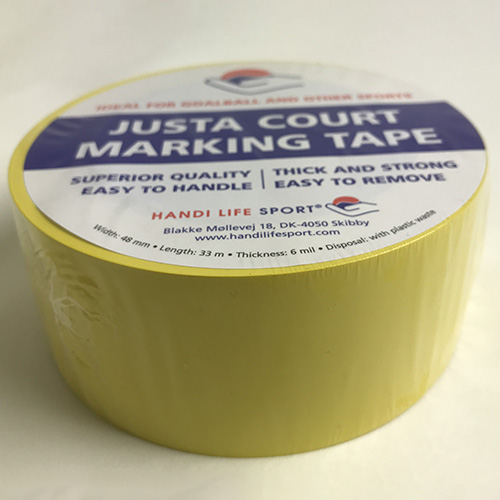 IDEAL FOR GOALBALL AND OTHER SPORTS
JUSTA COURT
MARKING TAPE
SUPERIOR QUALITY | THICK AND STRONG
EASY TO HANDLE | EASY TO REMOVE
HANDI LIFE SPORT®
Blakke Møllevej 18, DK-4050 Skibby
www.handilifesport.com
Width: 48 mm • Length: 33 m • Thickness: 6 mil • Disposal: with plastic waste